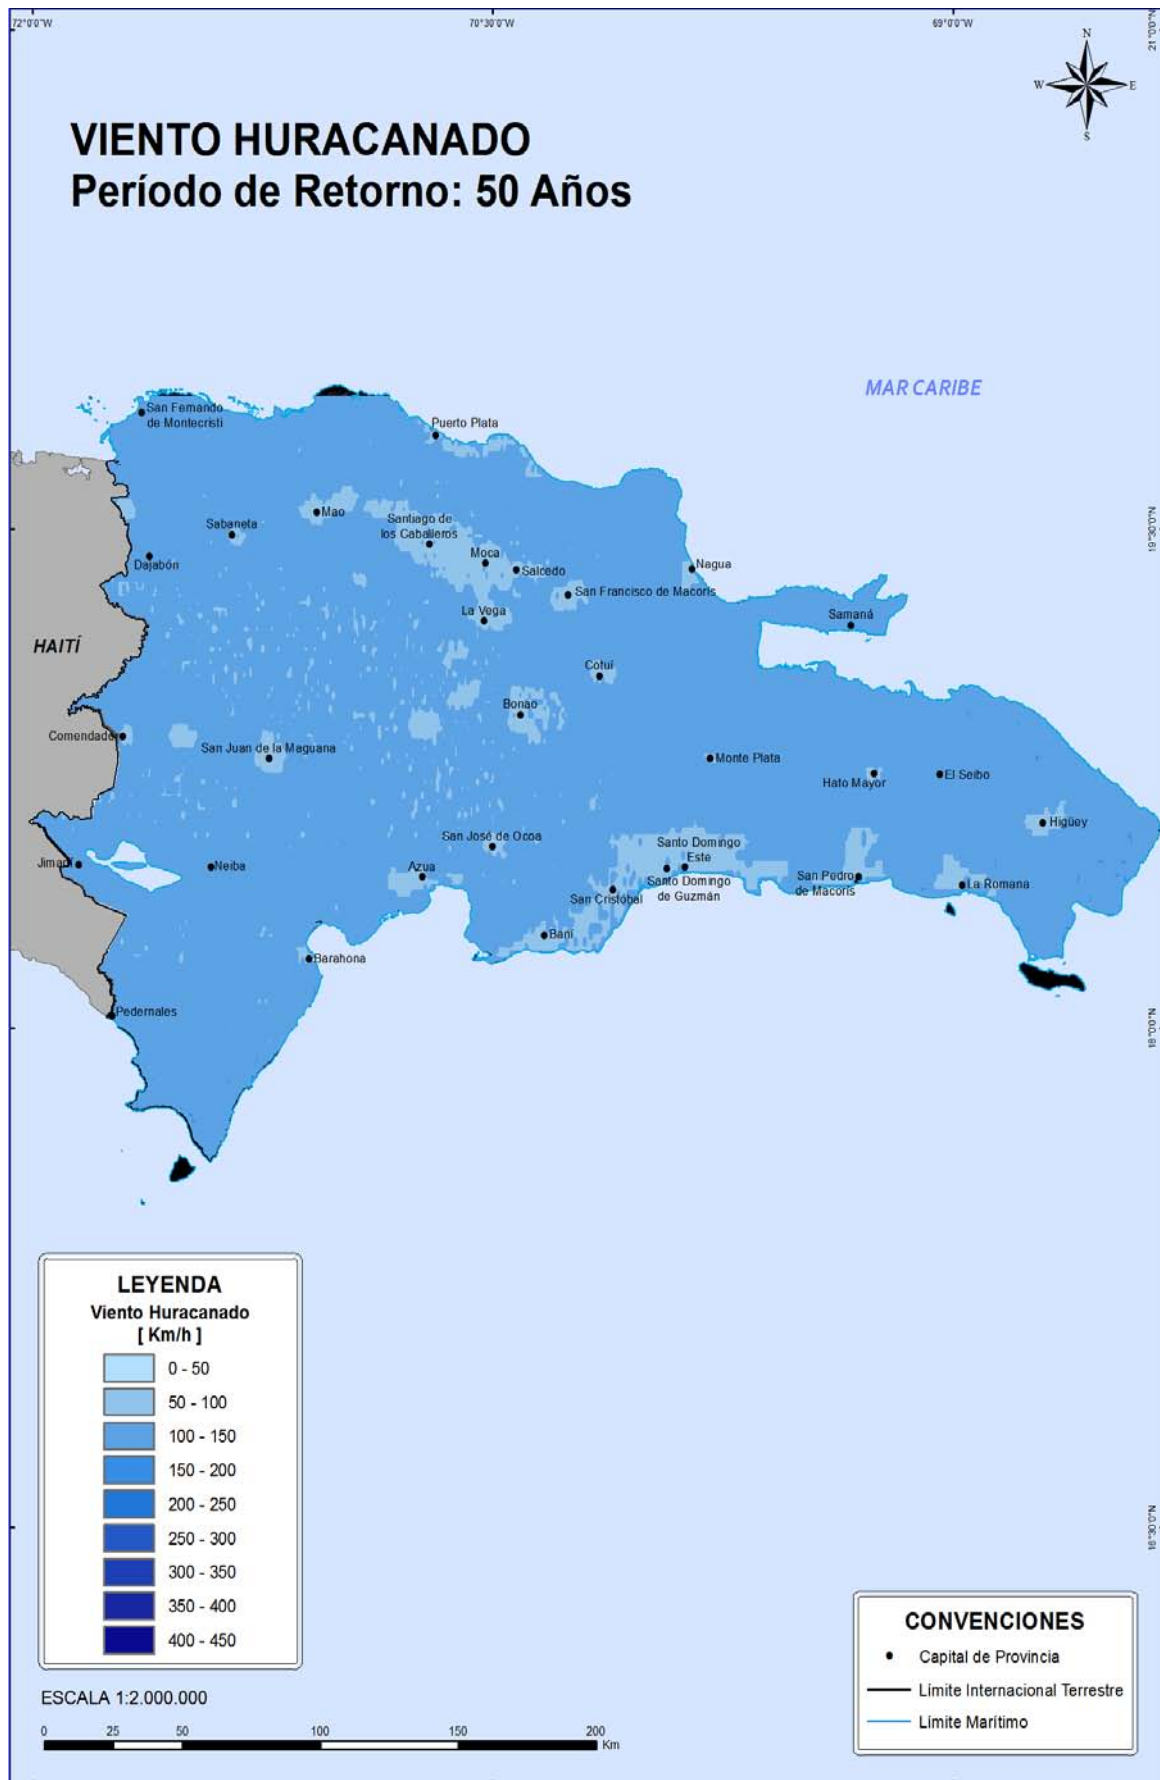 72°0'0"W
70°30'0"W
69°0'0"W
21°0'0"N
N
W
E
S
VIENTO HURACANADO
Período de Retorno: 50 Años
MAR CARIBE
San Fernando
de Montecristi
Puerto Plata
Mao
Sabaneta
Santiago de
los Caballeros
19°30'0"N
Moca
Dajabón
Salcedo
Nagua
San Francisco de Macorís
La Vega
Samaná
HAITÍ
Cotuí
Bonao
Comendador
San Juan de la Maguana
Monte Plata
Hato Mayor
El Seibo
Higüey
San José de Ocoa
Santo Domingo
Este
Jimaní
Neiba
Azua
San Pedro
de Macorís
La Romana
Santo Domingo
de Guzmán
San Cristóbal
Baní
Barahona
Pedernales
18°0'0"N
LEYENDA
Viento Huracanado
[ Km/h ]
0 - 50
50 - 100
100 - 150
150 - 200
200 - 250
250 - 300
300 - 350
350 - 400
400 - 450
16°30'0"N
CONVENCIONES
Capital de Provincia
Límite Internacional Terrestre
Límite Marítimo
ESCALA 1:2.000.000
0 25 50 100 150 200
Km